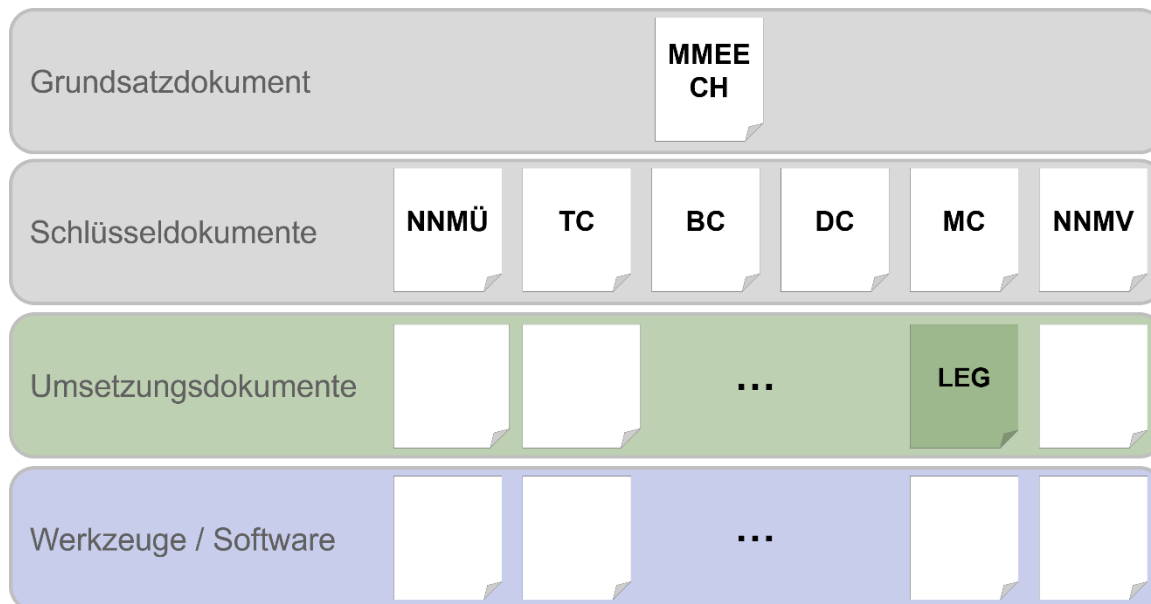 Grundsatzdokument
MMEE
CH
Schlüsseldokumente
NNMÜ
TC
BC
DC
MC
NNMV
Umsetzungsdokumente
...
LEG
Werkzeuge / Software
...